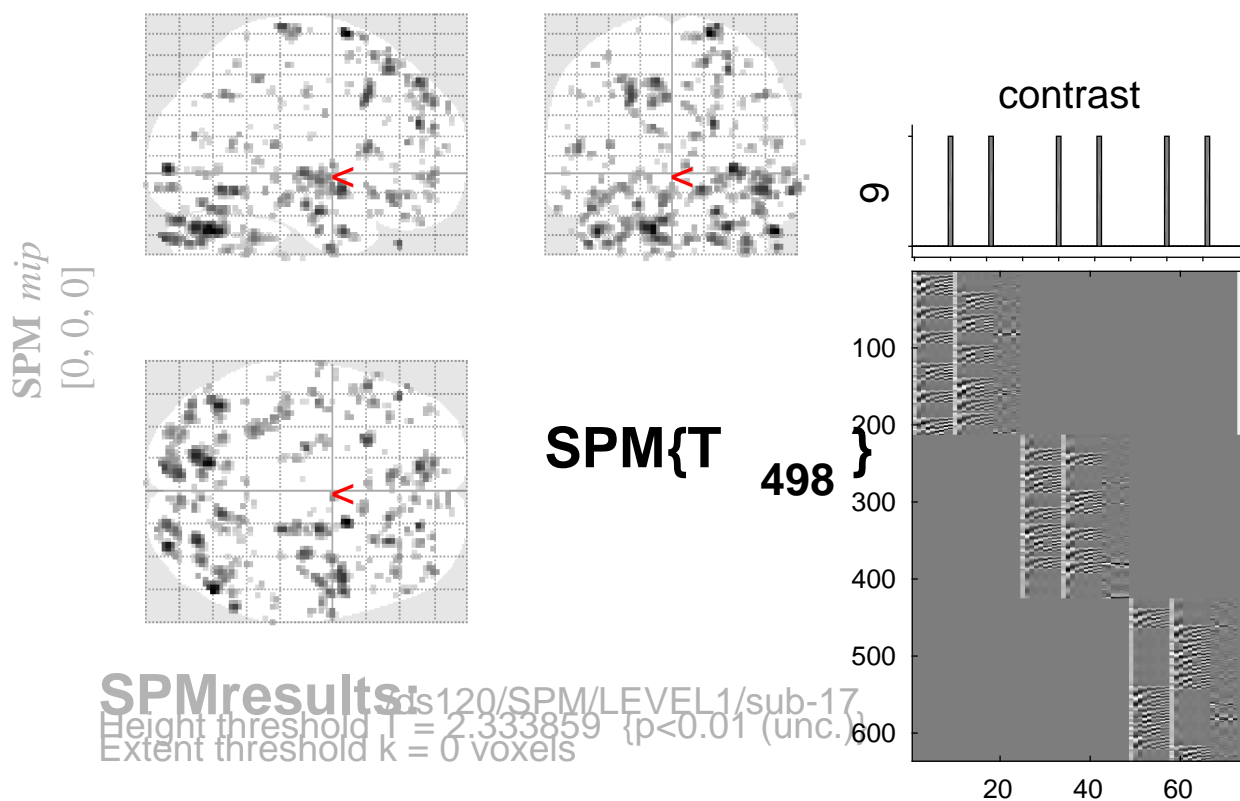 contrast
9
SPM mip
[0, 0, 0]
<
<
<
SPM{T498}
100
200
300
400
500
600
20
40
60
SPMresults: /ds120/SPM/LEVEL1/sub-17
Height threshold T = 2.333859 {p<0.01 (unc.)}
Extent threshold k = 0 voxels